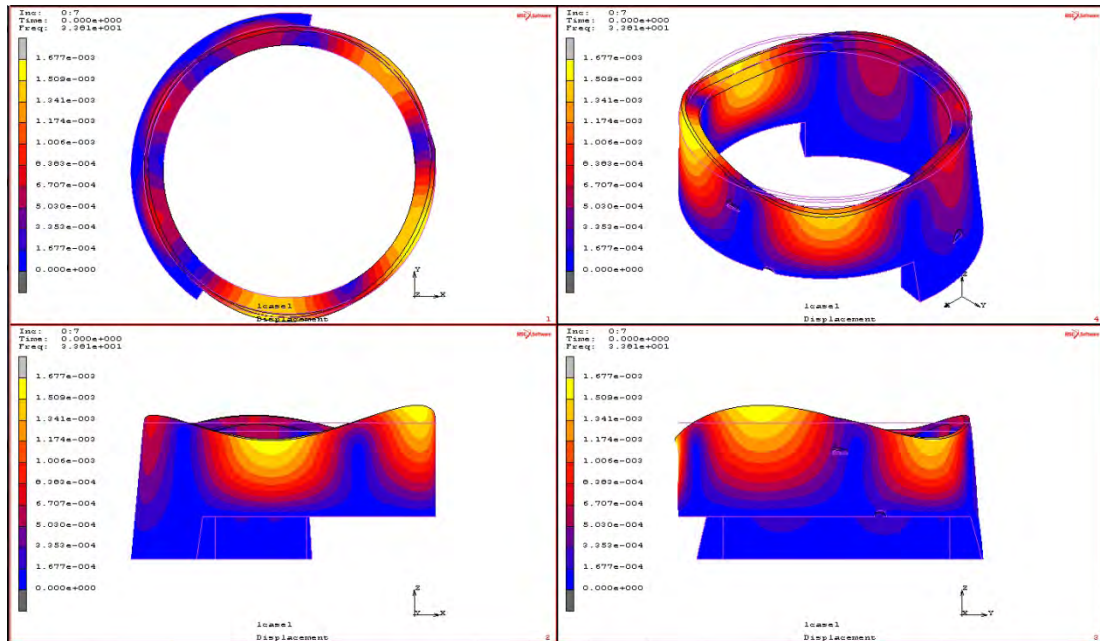 Inc: 0:7
Time: 0.000e+000
Freq: 3.381e+001
1.677e-003
1.509e-003
1.341e-003
1.174e-003
1.006e-003
8.383e-004
6.707e-004
5.030e-004
3.353e-004
1.677e-004
0.000e+000
MSC Software
Y
Z X
lcase1
Displacement
1
Inc: 0:7
Time: 0.000e+000
Freq: 3.381e+001
1.677e-003
1.509e-003
1.341e-003
1.174e-003
1.006e-003
8.383e-004
6.707e-004
5.030e-004
3.353e-004
1.677e-004
0.000e+000
MSC Software
Z
X Y
lcase1
Displacement
4
Inc: 0:7
Time: 0.000e+000
Freq: 3.381e+001
1.677e-003
1.509e-003
1.341e-003
1.174e-003
1.006e-003
8.383e-004
6.707e-004
5.030e-004
3.353e-004
1.677e-004
0.000e+000
MSC Software
Z
Y X
lcase1
Displacement
2
Inc: 0:7
Time: 0.000e+000
Freq: 3.381e+001
1.677e-003
1.509e-003
1.341e-003
1.174e-003
1.006e-003
8.383e-004
6.707e-004
5.030e-004
3.353e-004
1.677e-004
0.000e+000
MSC Software
Z
X Y
lcase1
Displacement
3